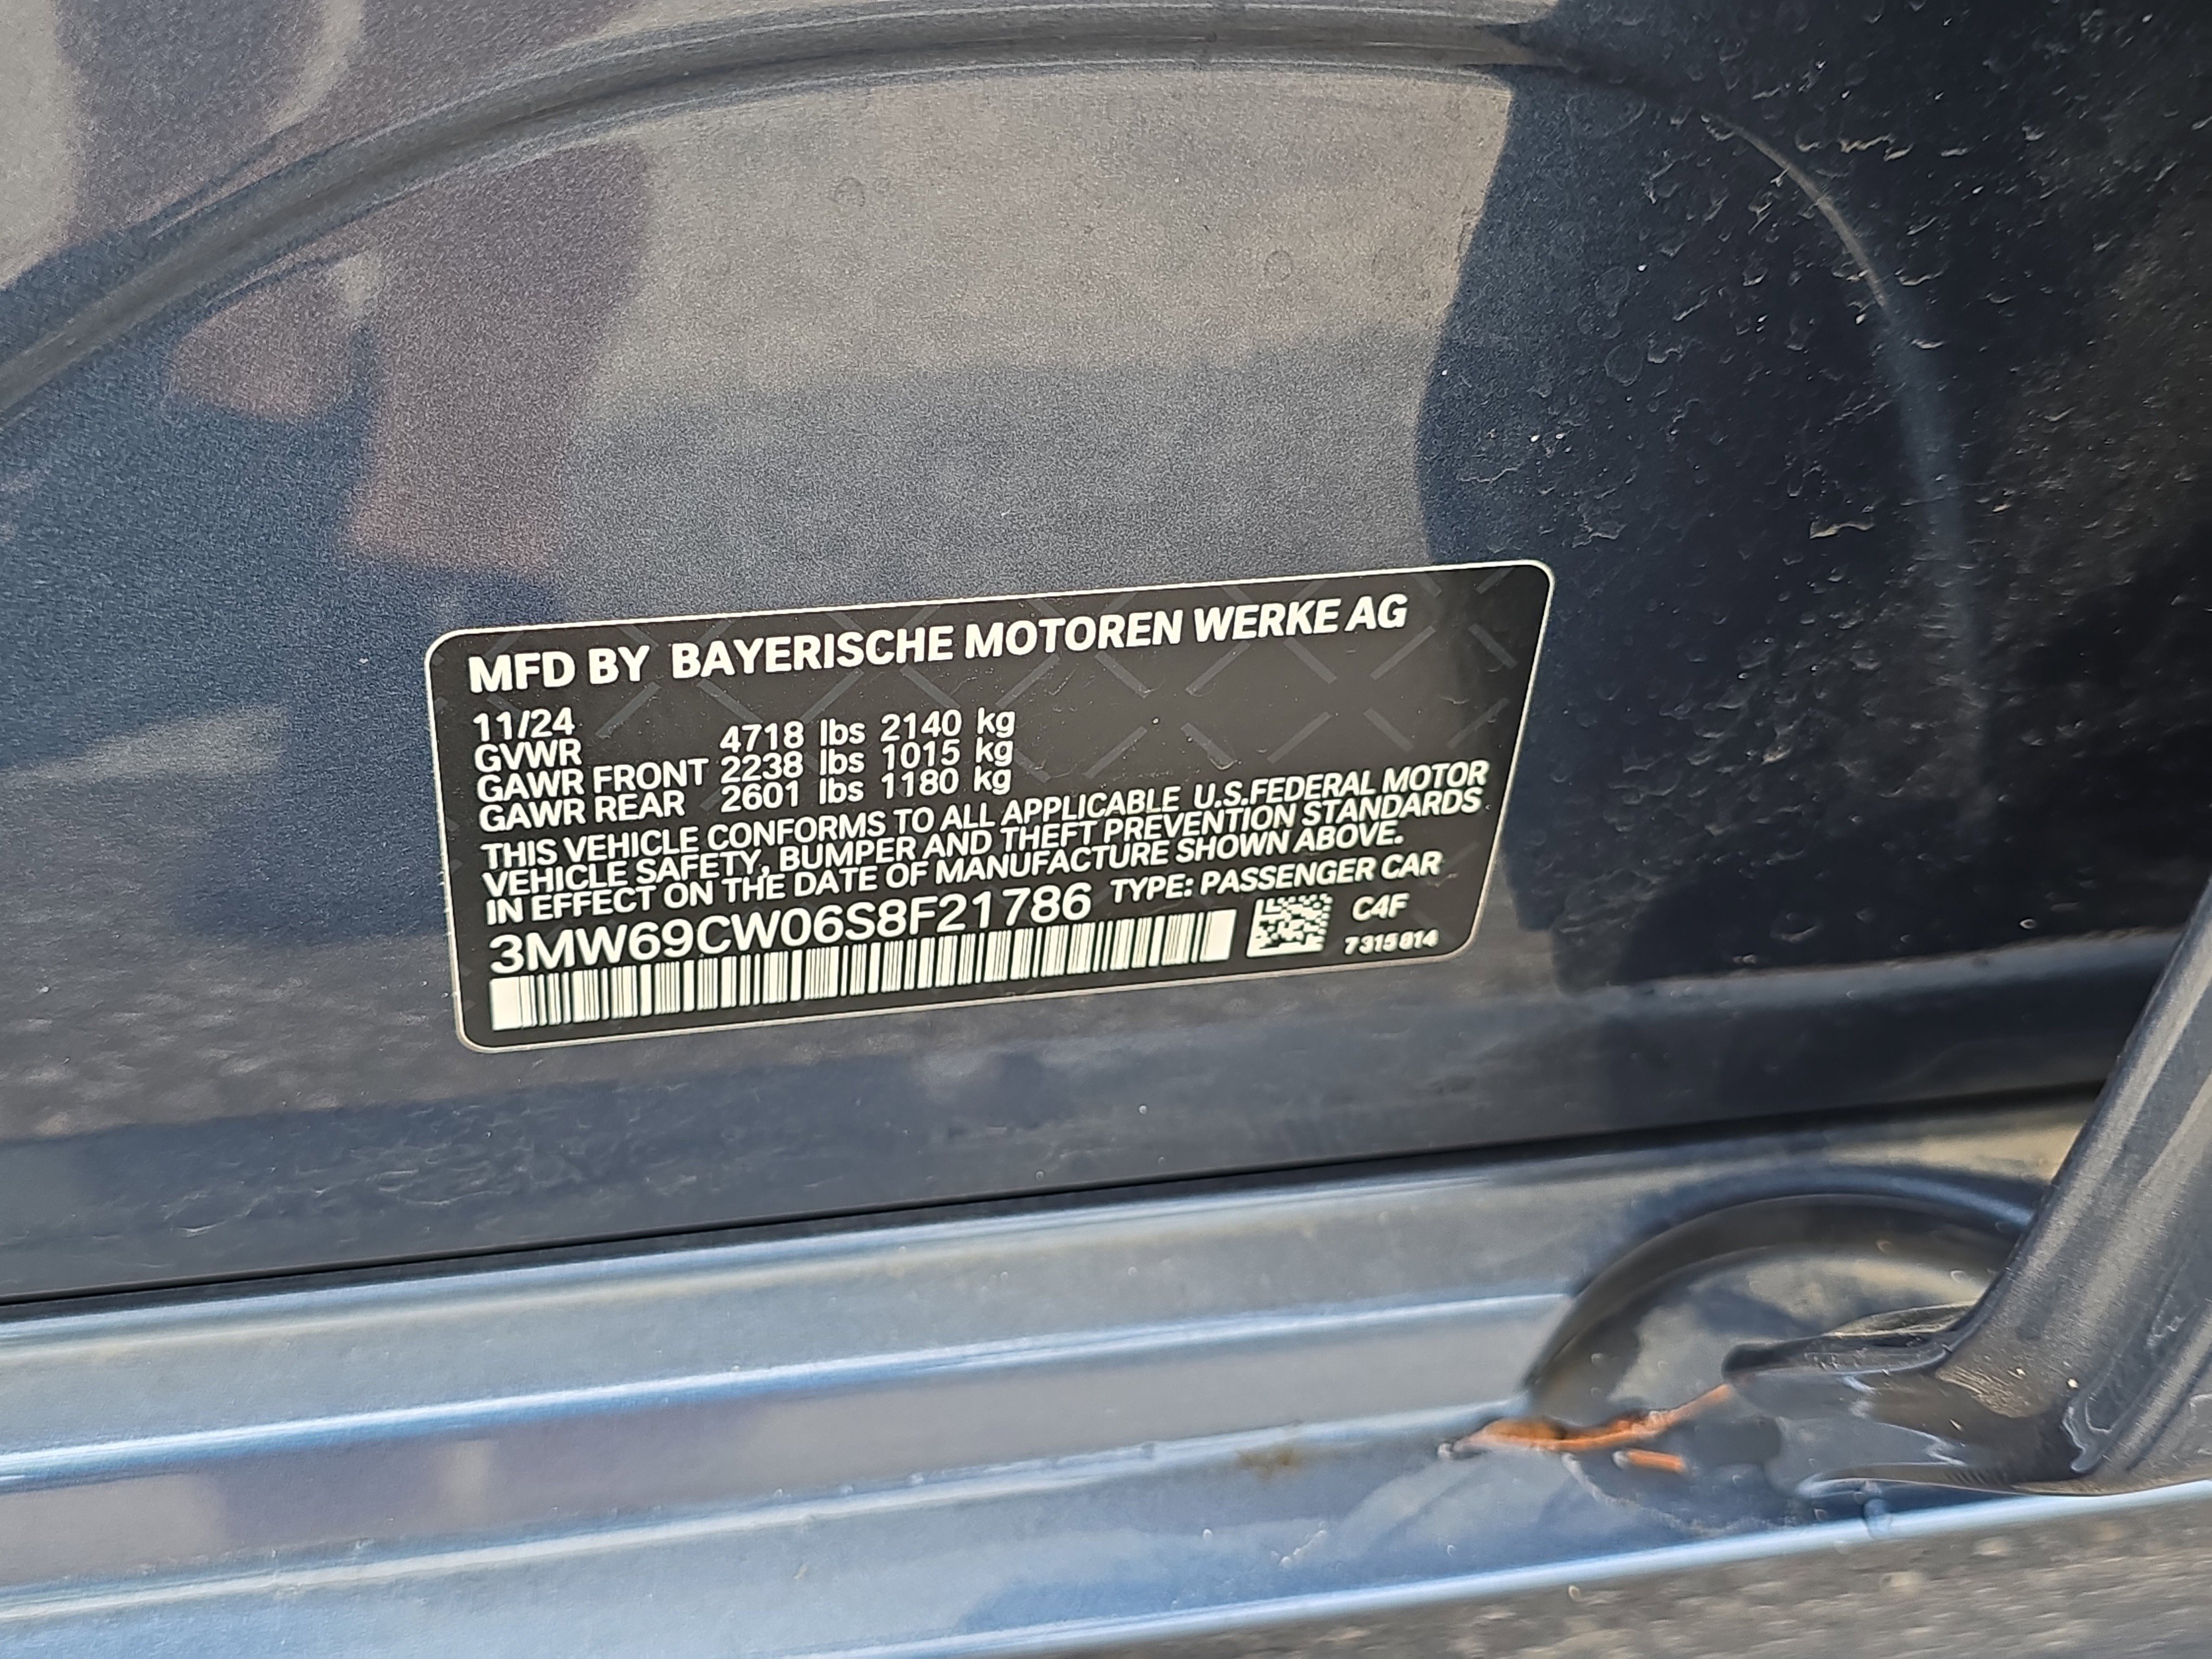 MFD BY BAYERISCHE MOTOREN WERKE AG
11/24
GVWR 4718 lbs 2140 kg
GAWR FRONT 2238 lbs 1015 kg
GAWR REAR 2601 lbs 1180 kg
THIS VEHICLE CONFORMS TO ALL APPLICABLE U.S.FEDERAL MOTOR
VEHICLE SAFETY, BUMPER AND THEFT PREVENTION STANDARDS
IN EFFECT ON THE DATE OF MANUFACTURE SHOWN ABOVE.
3MW69CW06S8F21786 TYPE: PASSENGER CAR
C4F
7315814